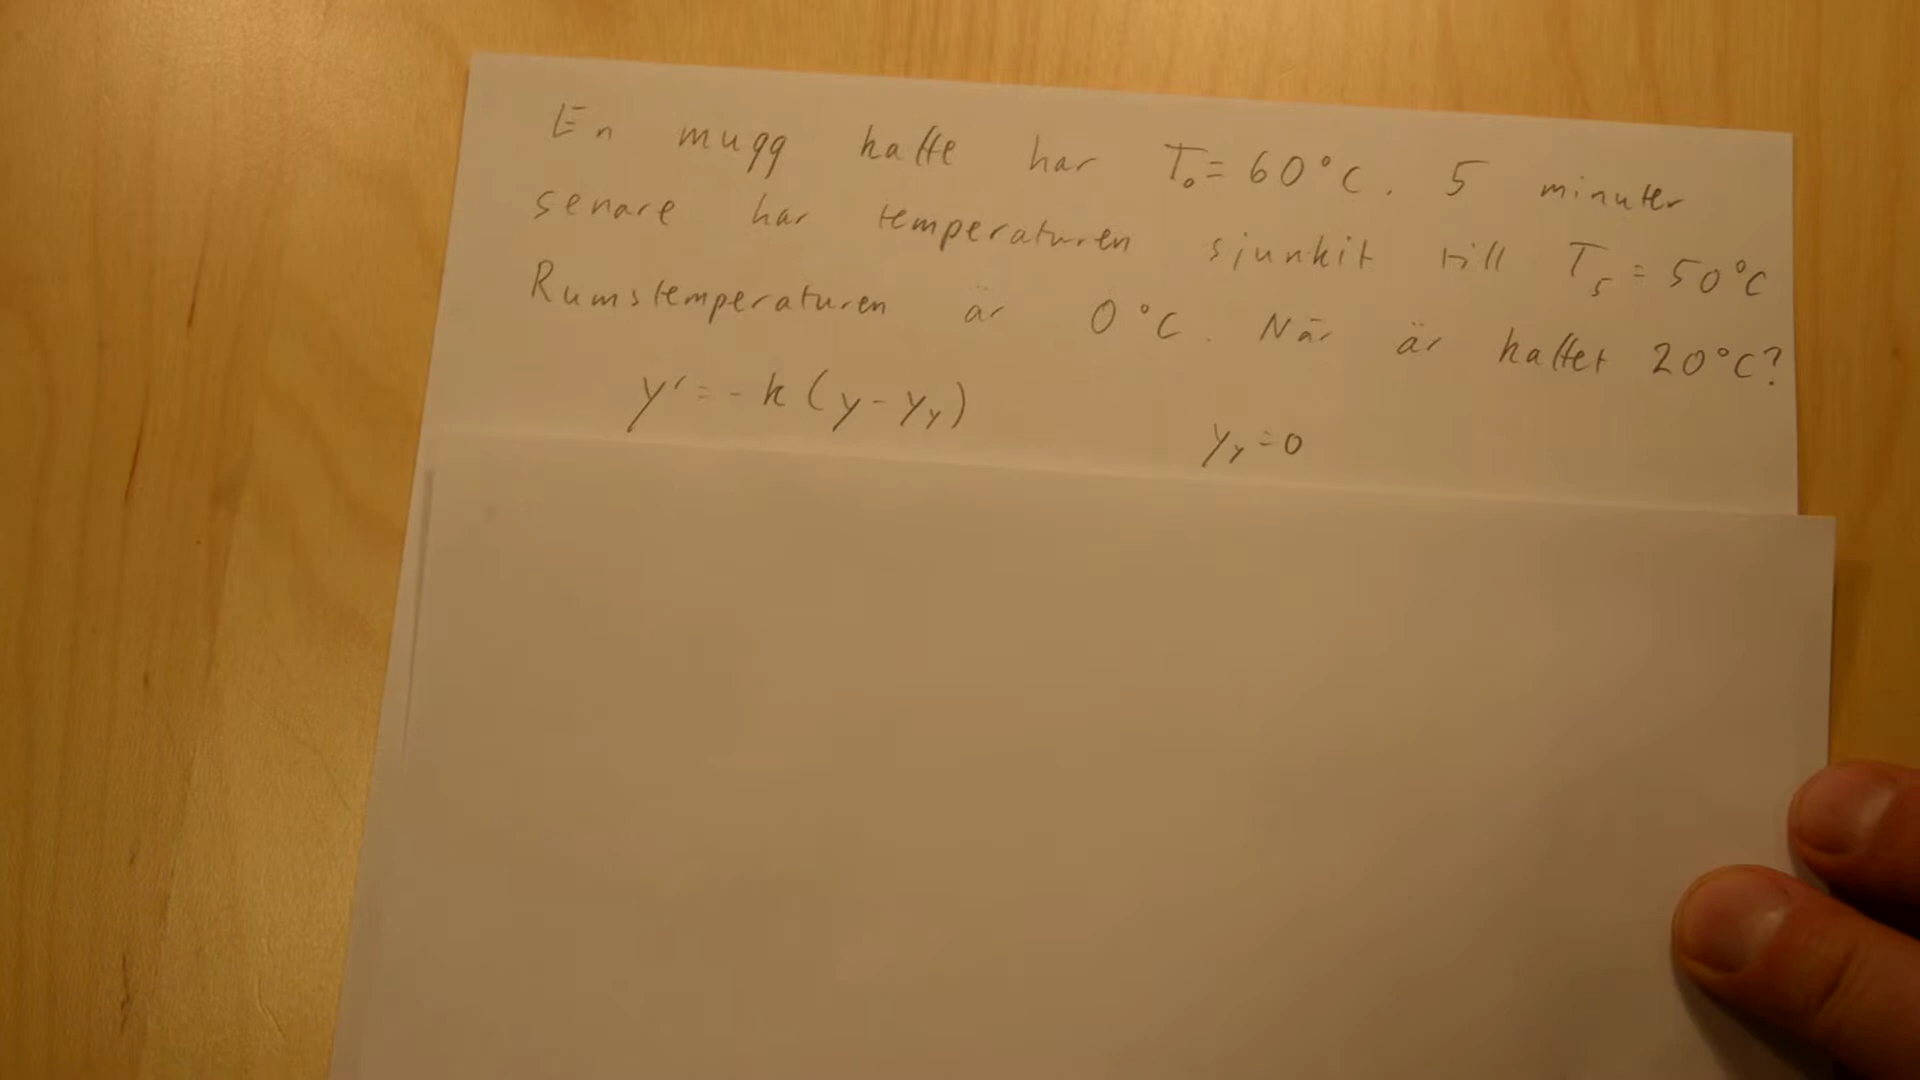 En mugg kaffe har T₀ = 60°C. 5 minuter
senare har temperaturen sjunkit till T₅ = 50°C
Rumstemperaturen är 0°C. När är kaffet 20°C?
y' = -k(y - yᵧ) yᵧ = 0